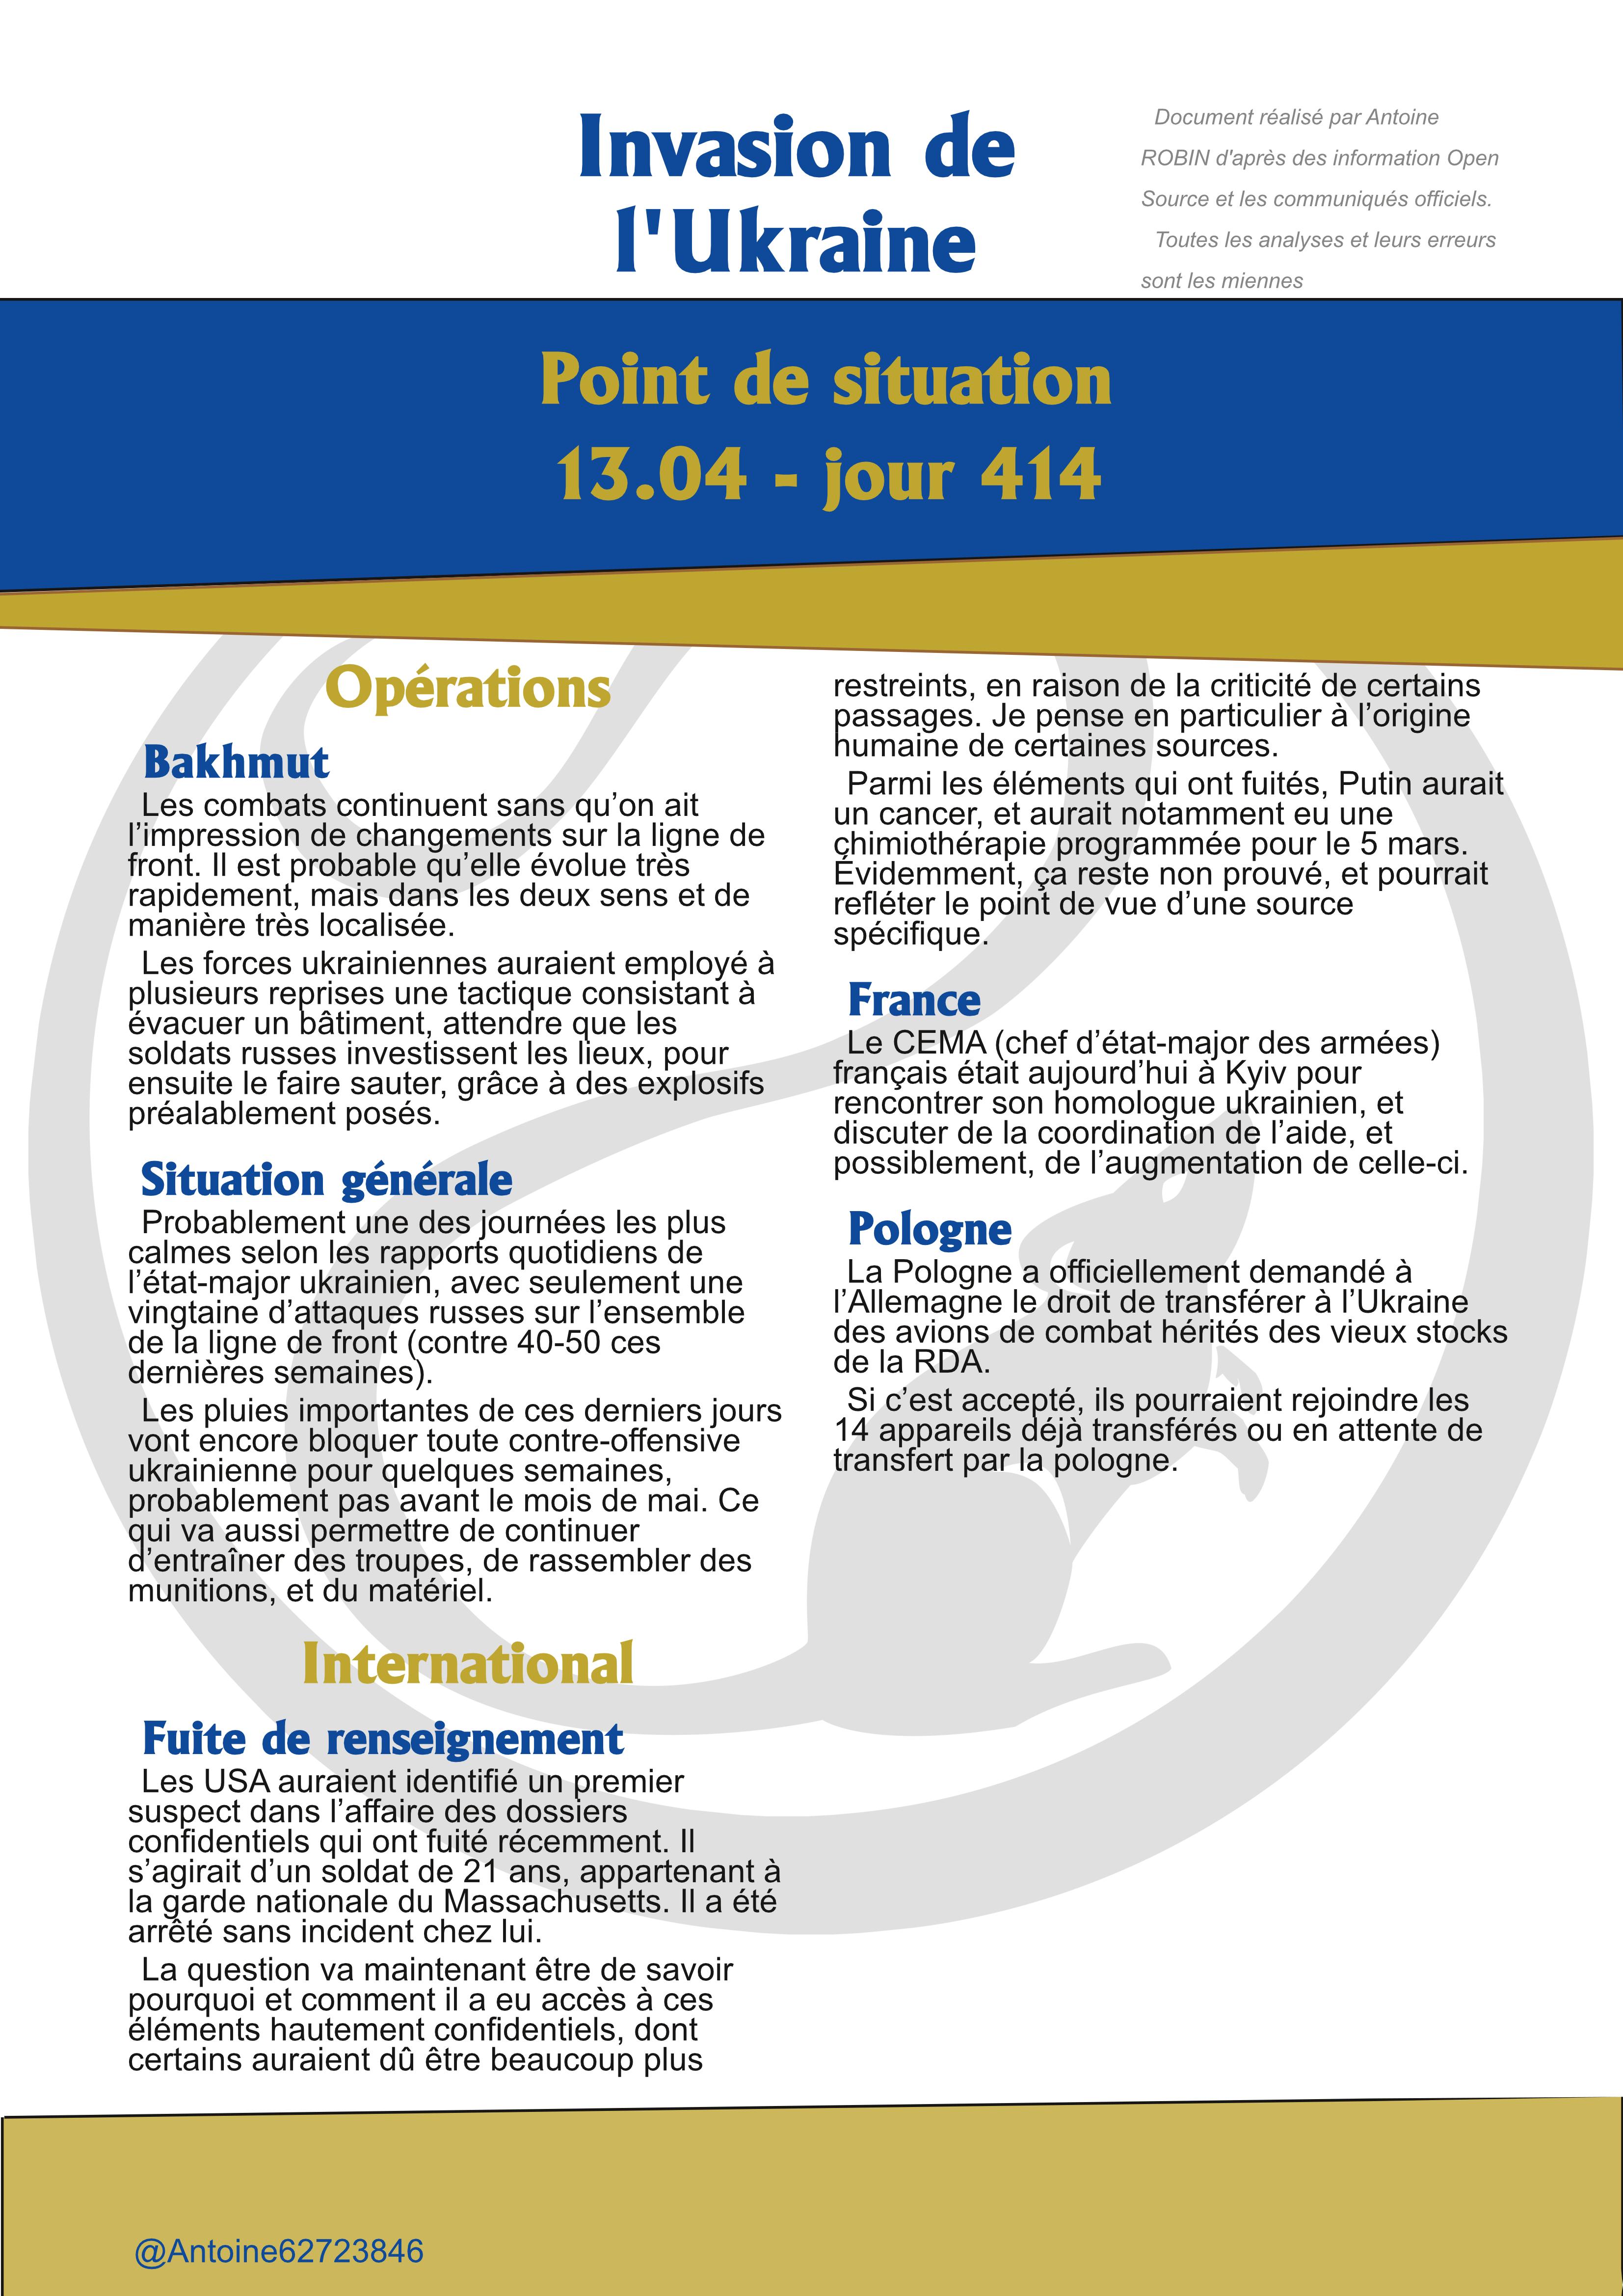 Invasion de
l'Ukraine
Document réalisé par Antoine
ROBIN d'après des information Open
Source et les communiqués officiels.
Toutes les analyses et leurs erreurs
sont les miennes
Point de situation
13.04 - jour 414
Opérations
Bakhmut
Les combats continuent sans qu’on ait
l’impression de changements sur la ligne de
front. Il est probable qu’elle évolue très
rapidement, mais dans les deux sens et de
manière très localisée.
Les forces ukrainiennes auraient employé à
plusieurs reprises une tactique consistant à
évacuer un bâtiment, attendre que les
soldats russes investissent les lieux, pour
ensuite le faire sauter, grâce à des explosifs
préalablement posés.
Situation générale
Probablement une des journées les plus
calmes selon les rapports quotidiens de
l’état-major ukrainien, avec seulement une
vingtaine d’attaques russes sur l’ensemble
de la ligne de front (contre 40-50 ces
dernières semaines).
Les pluies importantes de ces derniers jours
vont encore bloquer toute contre-offensive
ukrainienne pour quelques semaines,
probablement pas avant le mois de mai. Ce
qui va aussi permettre de continuer
d’entraîner des troupes, de rassembler des
munitions, et du matériel.
International
Fuite de renseignement
Les USA auraient identifié un premier
suspect dans l’affaire des dossiers
confidentiels qui ont fuité récemment. Il
s’agirait d’un soldat de 21 ans, appartenant à
la garde nationale du Massachusetts. Il a été
arrêté sans incident chez lui.
La question va maintenant être de savoir
pourquoi et comment il a eu accès à ces
éléments hautement confidentiels, dont
certains auraient dû être beaucoup plus
restreints, en raison de la criticité de certains
passages. Je pense en particulier à l’origine
humaine de certaines sources.
Parmi les éléments qui ont fuités, Putin aurait
un cancer, et aurait notamment eu une
chimiothérapie programmée pour le 5 mars.
Évidemment, ça reste non prouvé, et pourrait
refléter le point de vue d’une source
spécifique.
France
Le CEMA (chef d’état-major des armées)
français était aujourd’hui à Kyiv pour
rencontrer son homologue ukrainien, et
discuter de la coordination de l’aide, et
possiblement, de l’augmentation de celle-ci.
Pologne
La Pologne a officiellement demandé à
l’Allemagne le droit de transférer à l’Ukraine
des avions de combat hérités des vieux stocks
de la RDA.
Si c’est accepté, ils pourraient rejoindre les
14 appareils déjà transférés ou en attente de
transfert par la pologne.
@Antoine62723846